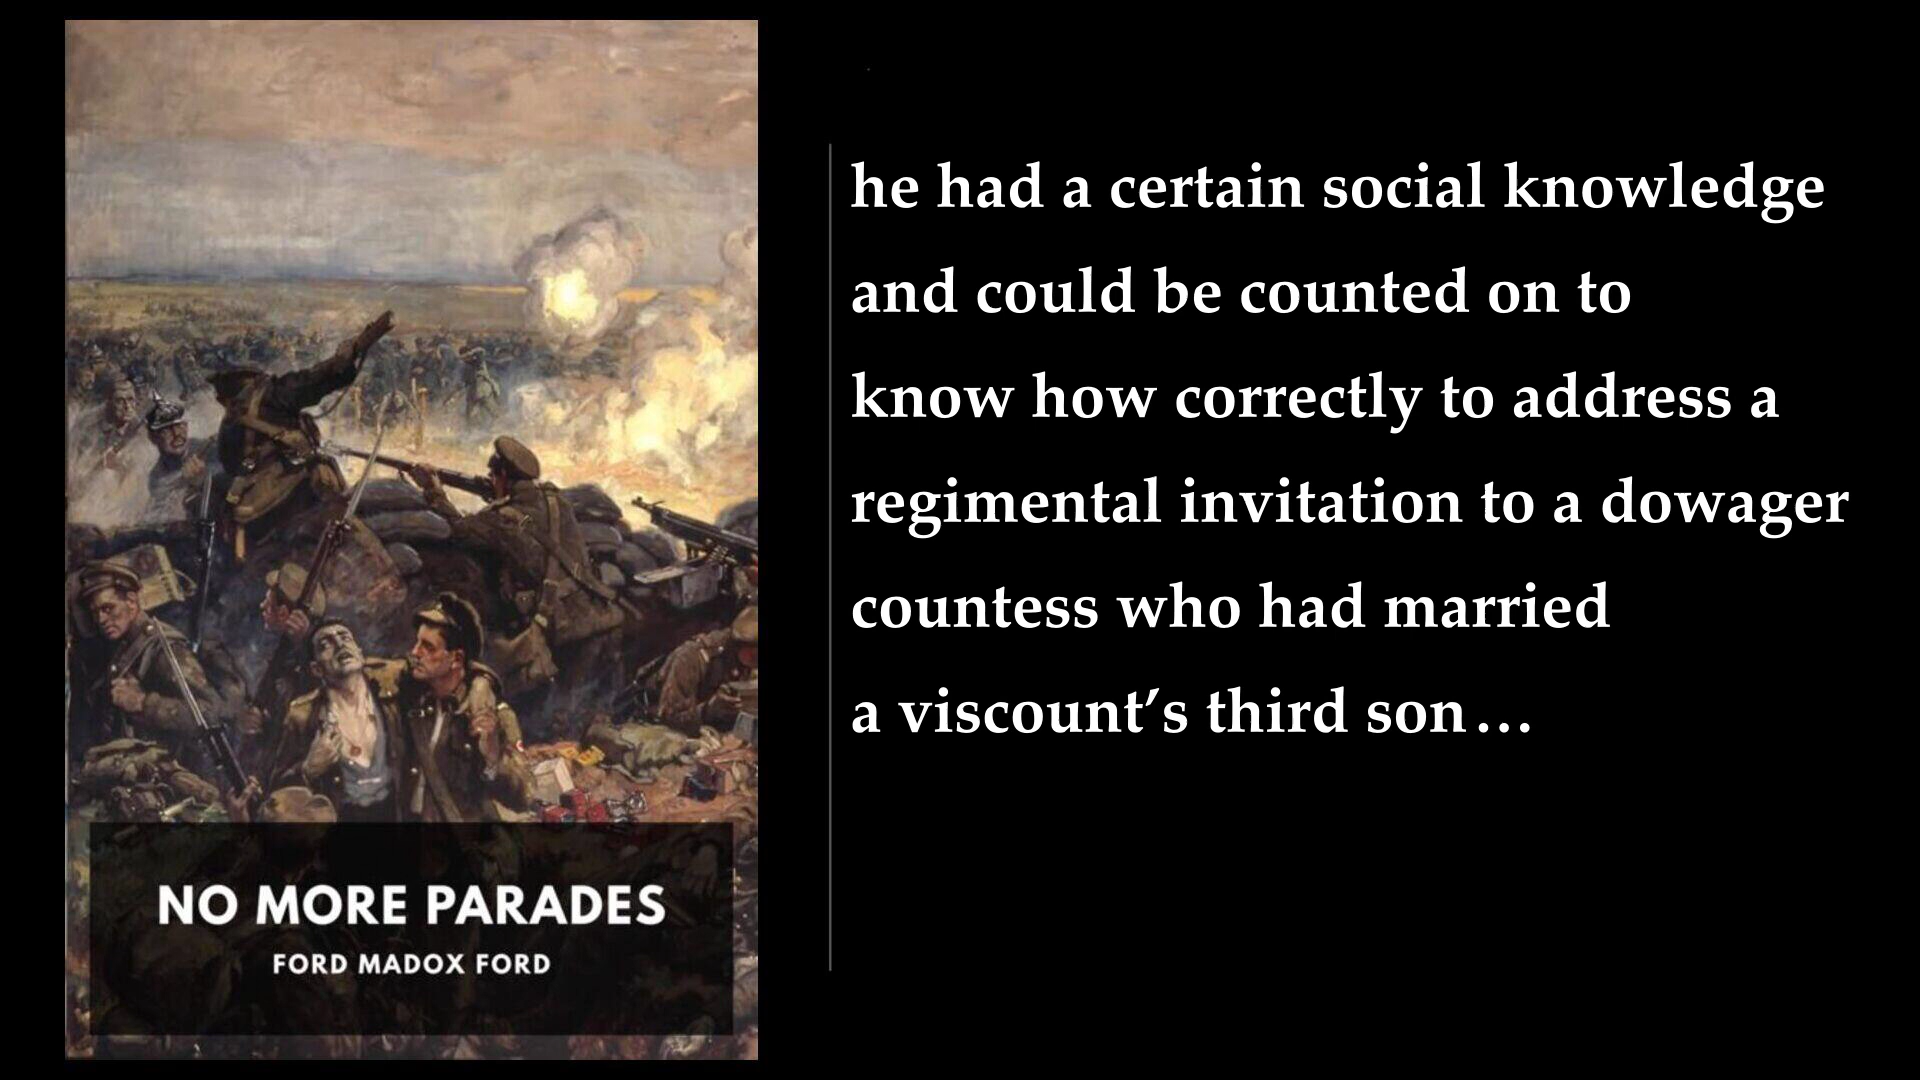 he had a certain social knowledge
and could be counted on to
know how correctly to address a
regimental invitation to a dowager
countess who had married
a viscount’s third son…
NO MORE PARADES
FORD MADOX FORD